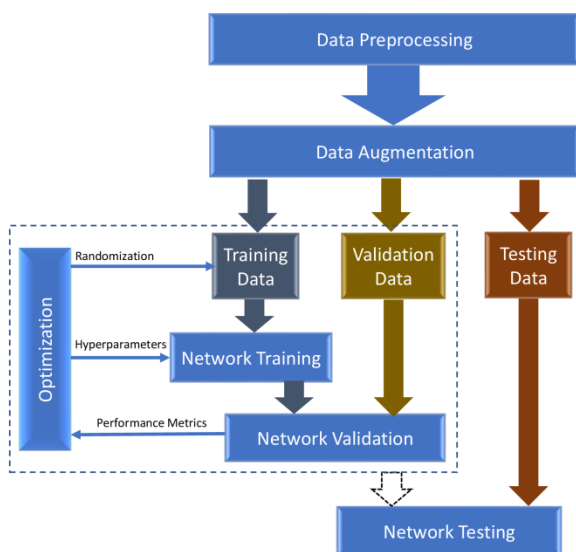 Data Preprocessing
Data Augmentation
Training
Data
Validation
Data
Testing
Data
Randomization
Optimization
Hyperparameters
Network Training
Performance Metrics
Network Validation
Network Testing